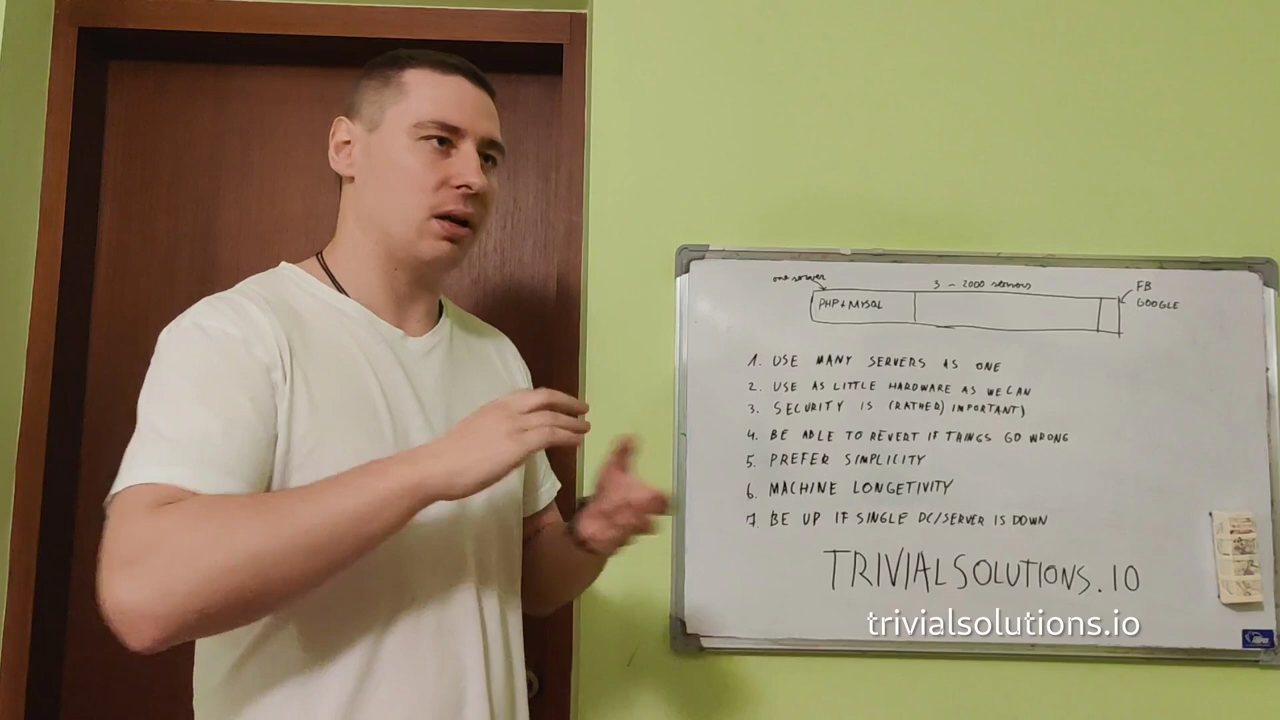 one server
3 - 2000 servers
FB
GOOGLE
PHP+MYSQL
1. USE MANY SERVERS AS ONE
2. USE AS LITTLE HARDWARE AS WE CAN
3. SECURITY IS (RATHER) IMPORTANT)
4. BE ABLE TO REVERT IF THINGS GO WRONG
5. PREFER SIMPLICITY
6. MACHINE LONGETIVITY
7. BE UP IF SINGLE DC/SERVER IS DOWN
TRIVIALSOLUTIONS.IO
trivialsolutions.io